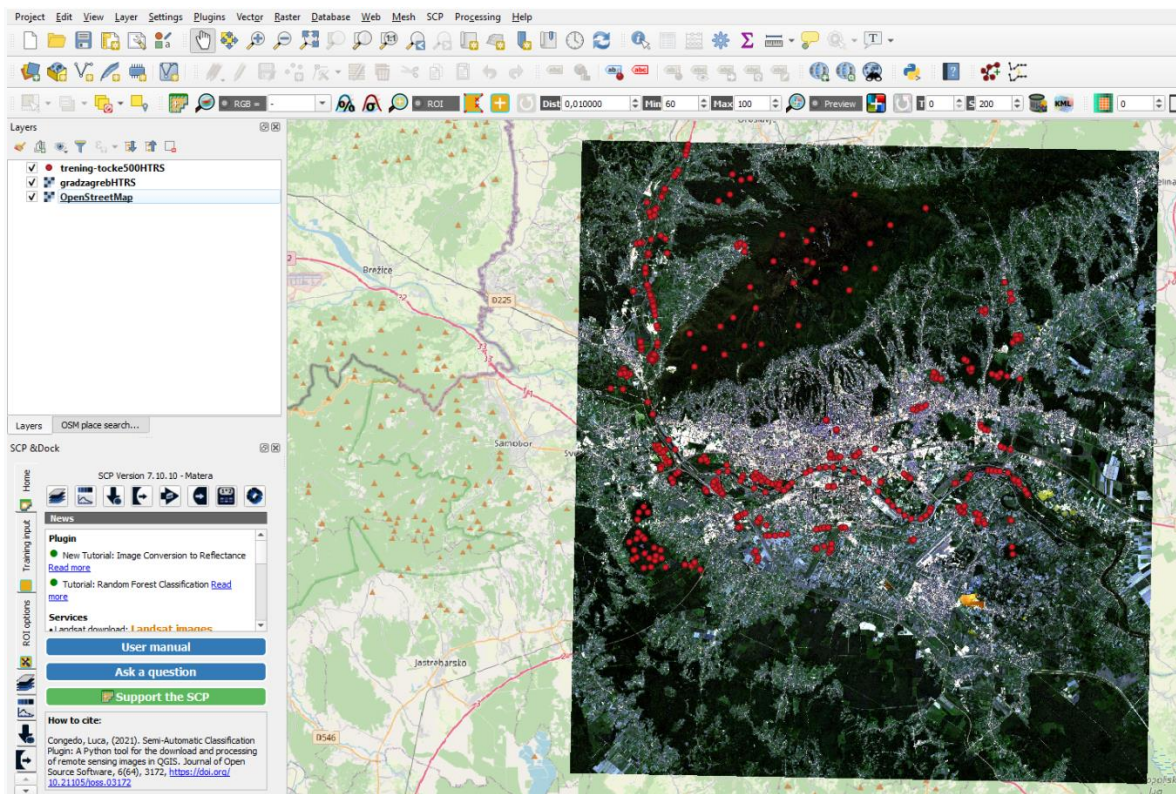 Project Edit View Layer Settings Plugins Vector Raster Database Web Mesh SCP Processing Help
RGB = - ROI Dist 0,010000 Min 60 Max 100 Preview T 0 S 200 KML 0
Layers
trening-tocke500HTRS
gradzagrebHTRS
OpenStreetMap
Layers OSM place search...
SCP &Dock
Home
Training input
ROI options
SCP Version 7.10.10 - Matera
News
Plugin
New Tutorial: Image Conversion to Reflectance
Read more
Tutorial: Random Forest Classification Read
more
Services
Landsat download: Landsat images
User manual
Ask a question
Support the SCP
How to cite:
Congedo, Luca, (2021). Semi-Automatic Classification
Plugin: A Python tool for the download and processing
of remote sensing images in QGIS. Journal of Open
Source Software, 6(64), 3172, https://doi.org/
10.21105/joss.03172
Brežice
D225
Samobor
Jastrebarsko
D546